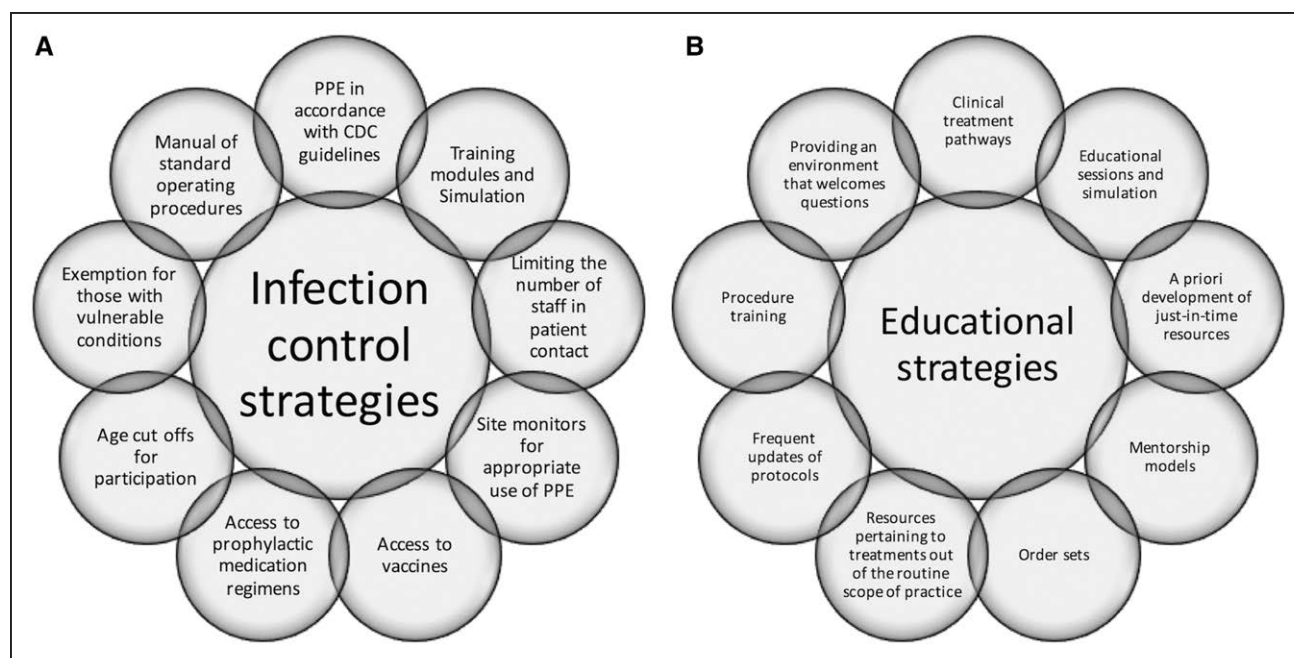 A
PPE in
accordance
with CDC
guidelines
Training
modules and
Simulation
Limiting the
number of
staff in
patient
contact
Site monitors
for
appropriate
use of PPE
Access to
vaccines
Access to
prophylactic
medication
regimens
Age cut offs
for
participation
Exemption for
those with
vulnerable
conditions
Manual of
standard
operating
procedures
Infection
control
strategies
B
Clinical
treatment
pathways
Educational
sessions and
simulation
A priori
development of
just-in-time
resources
Mentorship
models
Order sets
Resources
pertaining to
treatments out
of the routine
scope of practice
Frequent
updates of
protocols
Procedure
training
Providing an
environment
that welcomes
questions
Educational
strategies